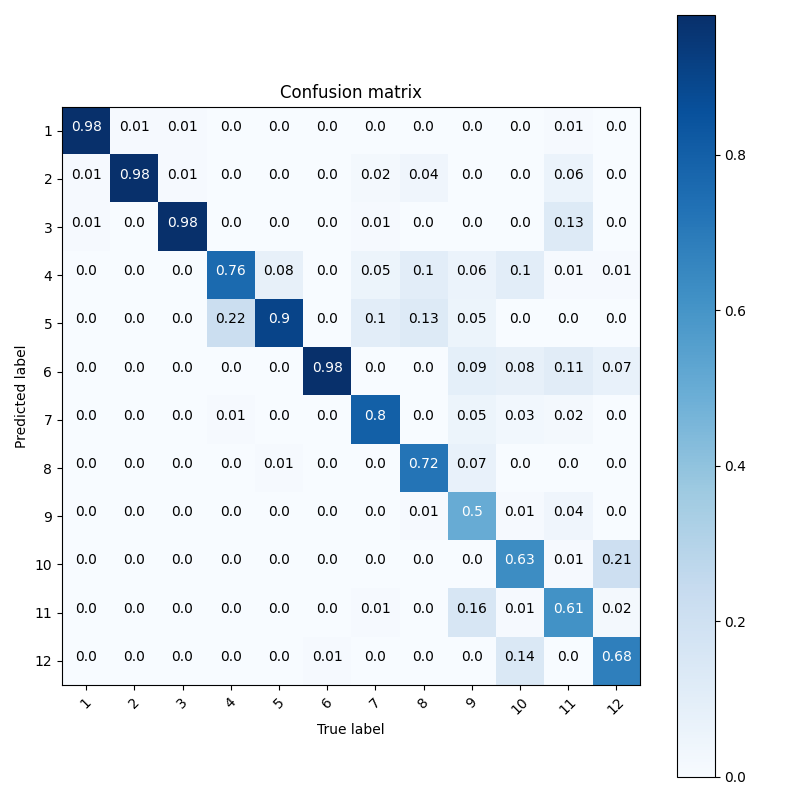 Confusion matrix
1 0.98 0.01 0.01 0.0 0.0 0.0 0.0 0.0 0.0 0.0 0.01 0.0
2 0.01 0.98 0.01 0.0 0.0 0.0 0.02 0.04 0.0 0.0 0.06 0.0
3 0.01 0.0 0.98 0.0 0.0 0.0 0.01 0.0 0.0 0.0 0.13 0.0
4 0.0 0.0 0.0 0.76 0.08 0.0 0.05 0.1 0.06 0.1 0.01 0.01
5 0.0 0.0 0.0 0.22 0.9 0.0 0.1 0.13 0.05 0.0 0.0 0.0
6 0.0 0.0 0.0 0.0 0.0 0.98 0.0 0.0 0.09 0.08 0.11 0.07
7 0.0 0.0 0.0 0.01 0.0 0.0 0.8 0.0 0.05 0.03 0.02 0.0
8 0.0 0.0 0.0 0.0 0.01 0.0 0.0 0.72 0.07 0.0 0.0 0.0
9 0.0 0.0 0.0 0.0 0.0 0.0 0.0 0.01 0.5 0.01 0.04 0.0
10 0.0 0.0 0.0 0.0 0.0 0.0 0.0 0.0 0.0 0.63 0.01 0.21
11 0.0 0.0 0.0 0.0 0.0 0.0 0.01 0.0 0.16 0.01 0.61 0.02
12 0.0 0.0 0.0 0.0 0.0 0.01 0.0 0.0 0.0 0.14 0.0 0.68
1 2 3 4 5 6 7 8 9 10 11 12
True label
Predicted label
0.8
0.6
0.4
0.2
0.0